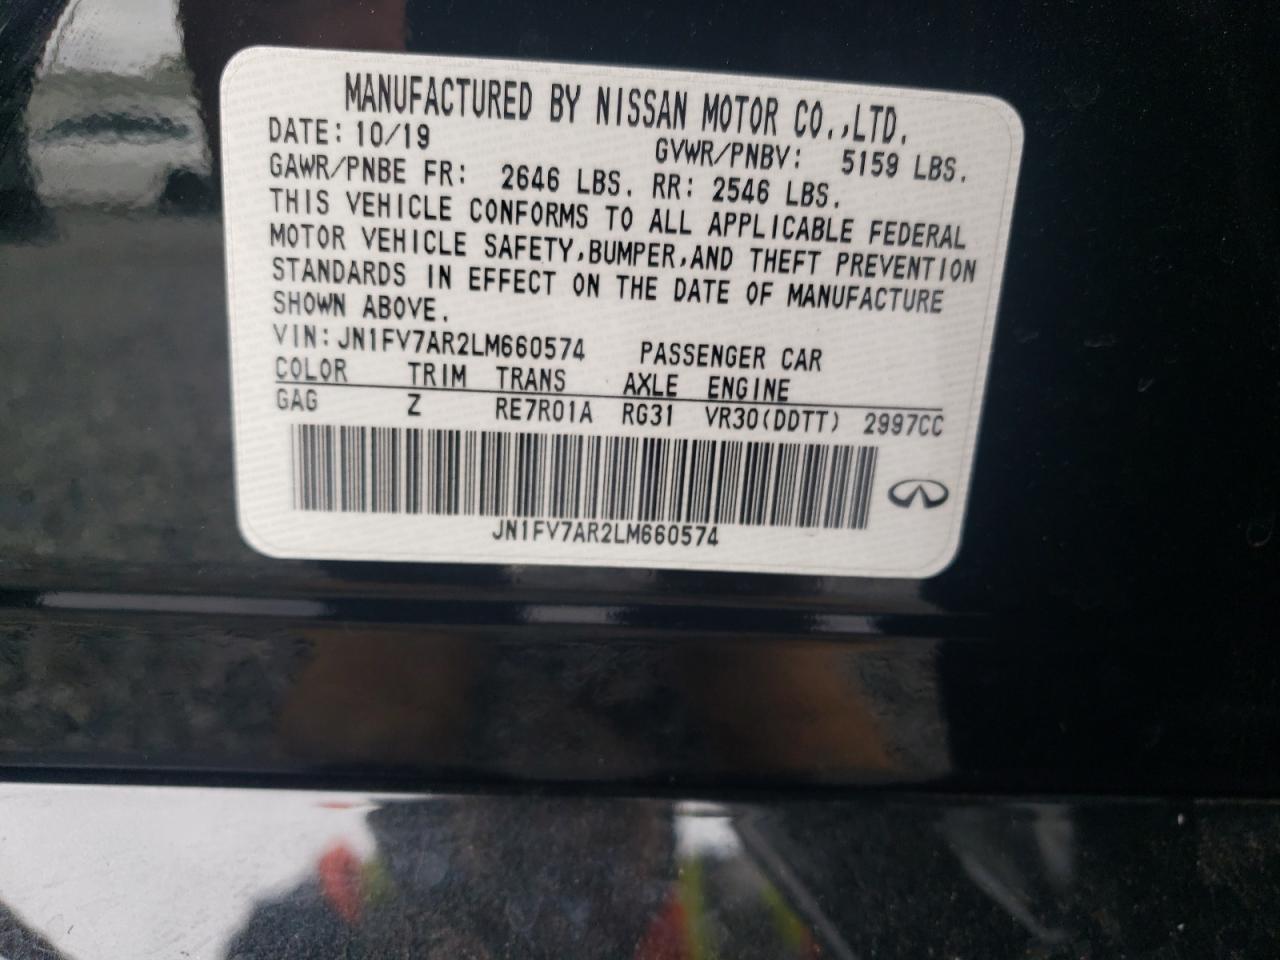 MANUFACTURED BY NISSAN MOTOR CO.,LTD.
DATE: 10/19 GVWR/PNBV: 5159 LBS.
GAWR/PNBE FR: 2646 LBS. RR: 2546 LBS.
THIS VEHICLE CONFORMS TO ALL APPLICABLE FEDERAL
MOTOR VEHICLE SAFETY,BUMPER,AND THEFT PREVENTION
STANDARDS IN EFFECT ON THE DATE OF MANUFACTURE
SHOWN ABOVE.
VIN: JN1FV7AR2LM660574 PASSENGER CAR
COLOR TRIM TRANS AXLE ENGINE
GAG Z RE7R01A RG31 VR30(DDTT) 2997CC
JN1FV7AR2LM660574